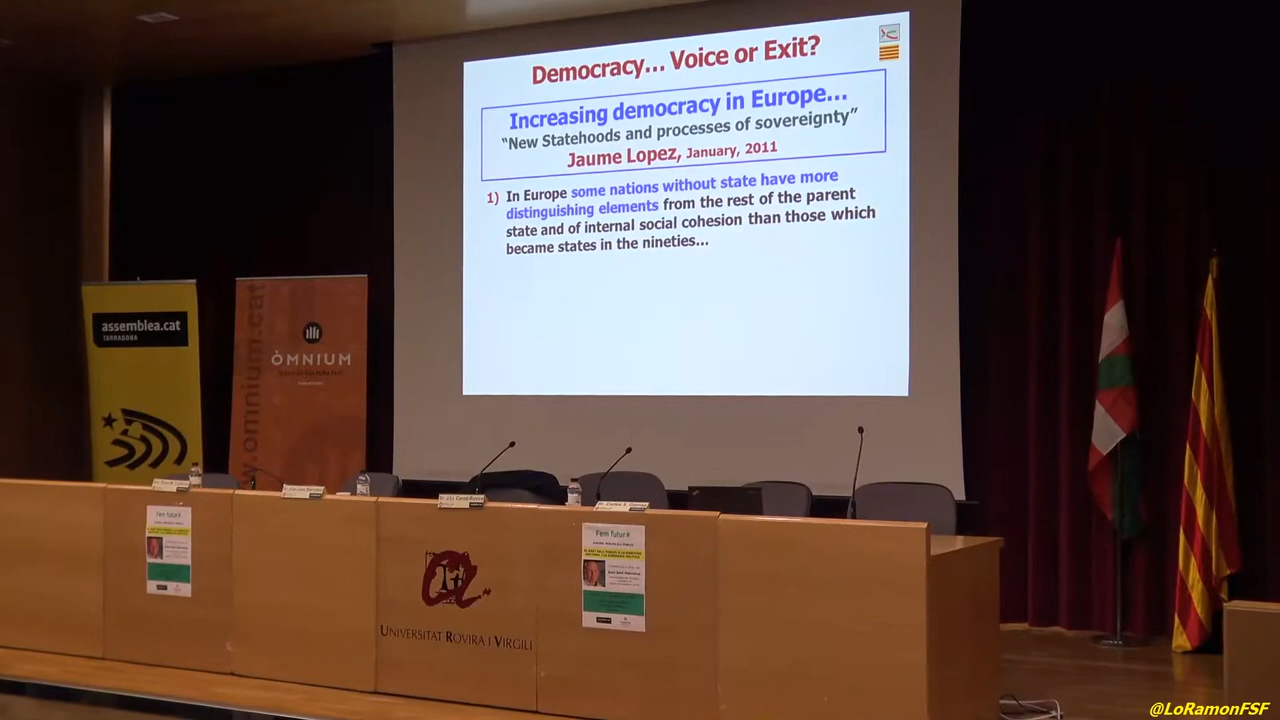 Democracy... Voice or Exit?
Increasing democracy in Europe...
“New Statehoods and processes of sovereignty”
Jaume Lopez, January, 2011
1) In Europe some nations without state have more
distinguishing elements from the rest of the parent
state and of internal social cohesion than those which
became states in the nineties...
assemblea.cat
TARRAGONA
www.omnium.cat
ÒMNIUM
Fem futur
Fem futur
UNIVERSITAT ROVIRA I VIRGILI
@LoRamonFSF